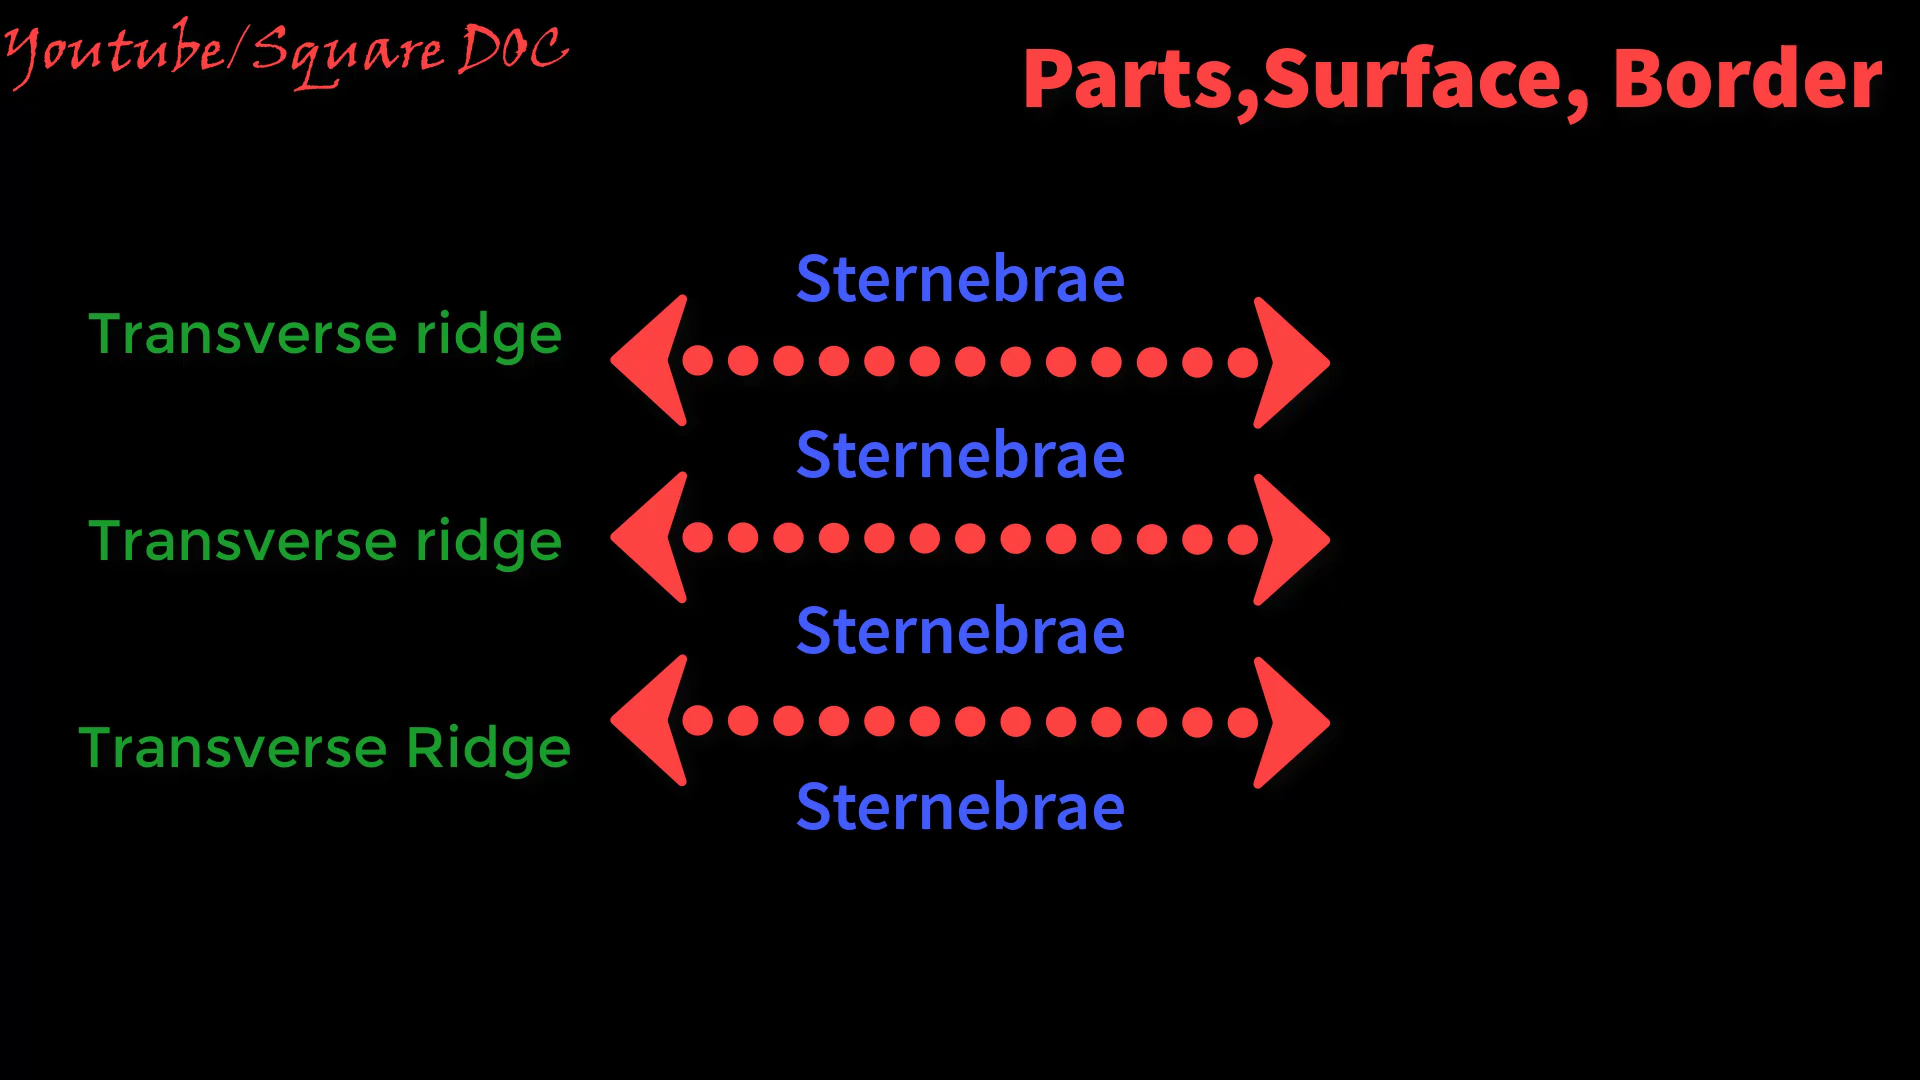 Youtube/Square DOC
Parts,Surface, Border
Sternebrae
Transverse ridge
Sternebrae
Transverse ridge
Sternebrae
Transverse Ridge
Sternebrae